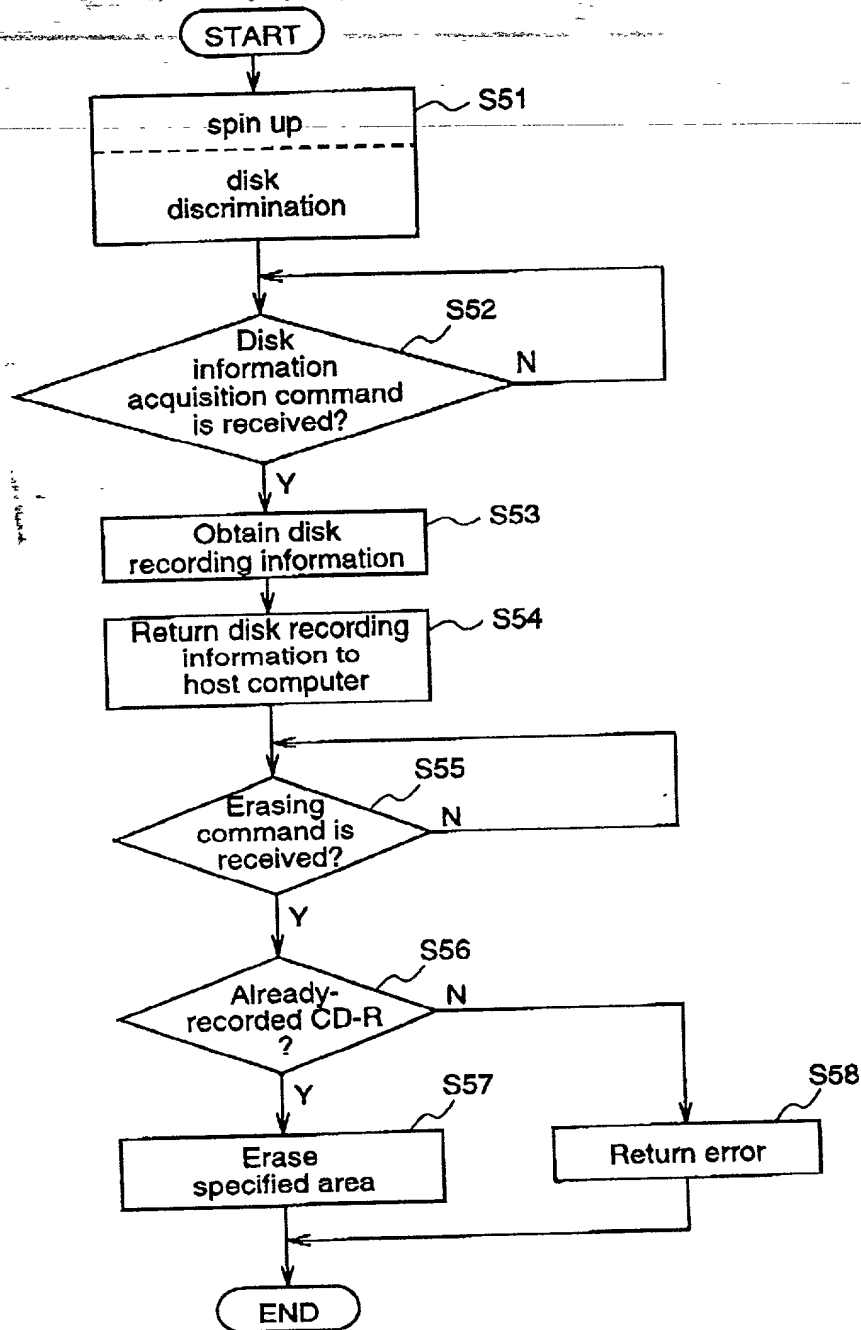 START
S51
spin up
disk
discrimination
S52
Disk
information
acquisition command
is received?
N
Y
S53
Obtain disk
recording information
S54
Return disk recording
information to
host computer
S55
Erasing
command is
received?
N
Y
S56
Already-
recorded CD-R
?
N
Y
S57
Erase
specified area
S58
Return error
END